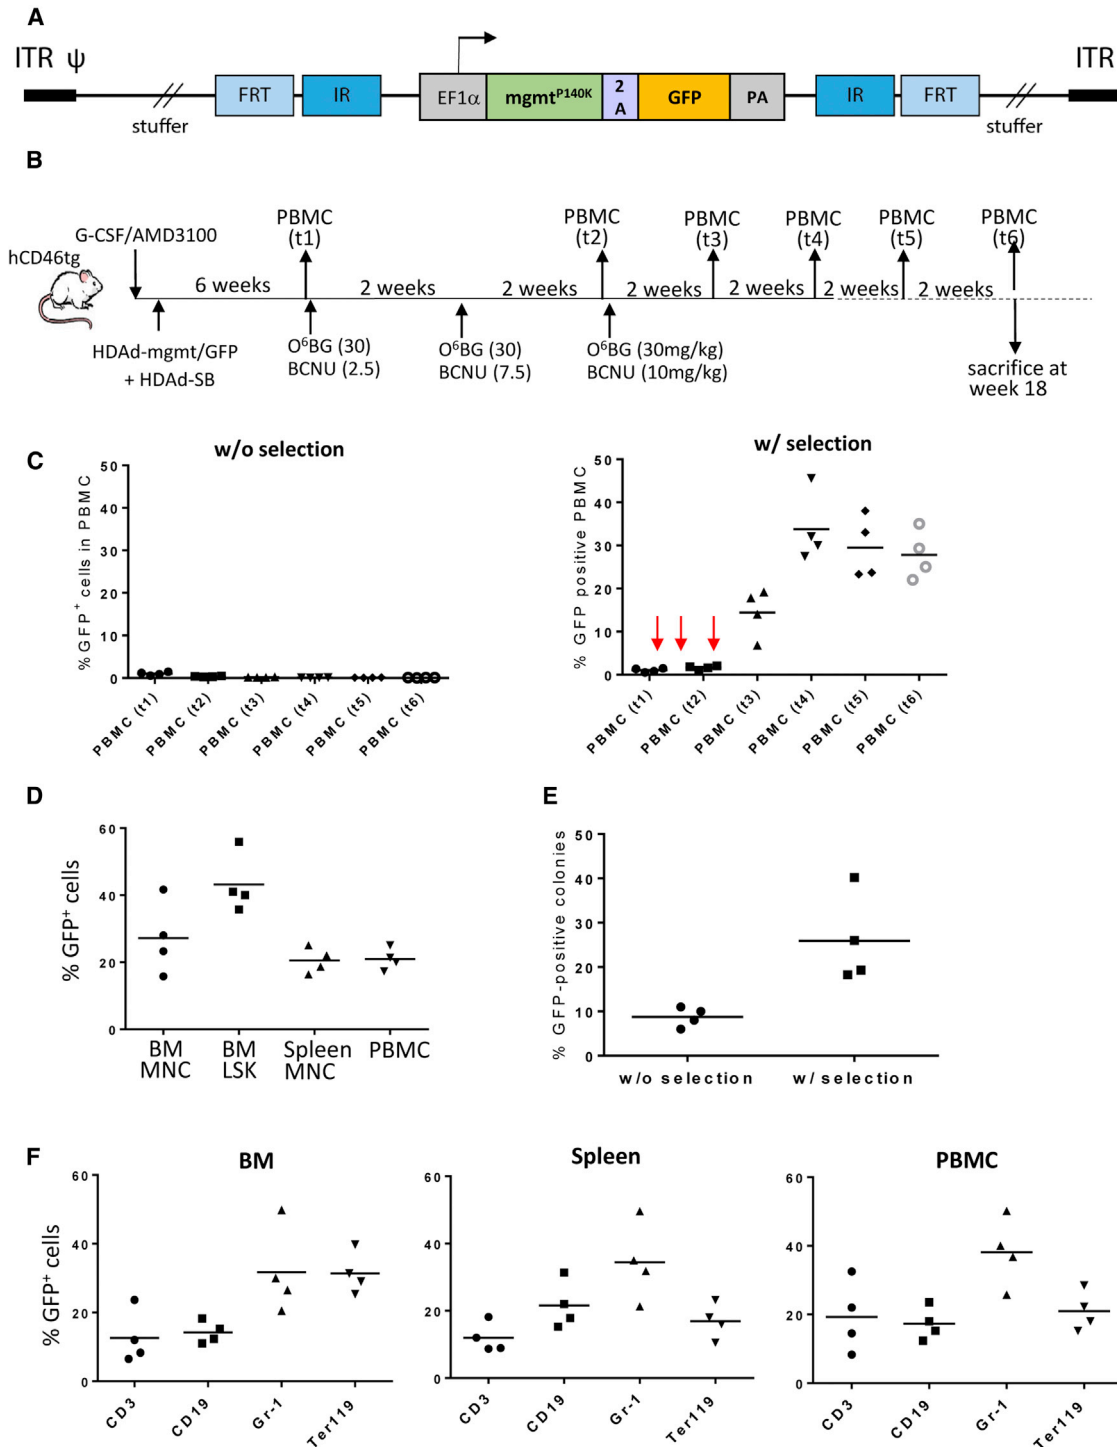 A
ITR ψ
ITR
FRT
IR
EF1α
mgmtP140K
2
A
GFP
PA
IR
FRT
stuffer
stuffer
B
PBMC
(t1)
PBMC
(t2)
PBMC
(t3)
PBMC
(t4)
PBMC
(t5)
PBMC
(t6)
G-CSF/AMD3100
hCD46tg
6 weeks
2 weeks
2 weeks
2 weeks
2 weeks
2 weeks
2 weeks
HDAd-mgmt/GFP
+ HDAd-SB
O⁶BG (30)
BCNU (2.5)
O⁶BG (30)
BCNU (7.5)
O⁶BG (30mg/kg)
BCNU (10mg/kg)
sacrifice at
week 18
C
w/o selection
% GFP⁺ cells in PBMC
50
40
30
20
10
0
PBMC (t1)
PBMC (t2)
PBMC (t3)
PBMC (t4)
PBMC (t5)
PBMC (t6)
w/ selection
% GFP positive PBMC
50
40
30
20
10
0
PBMC (t1)
PBMC (t2)
PBMC (t3)
PBMC (t4)
PBMC (t5)
PBMC (t6)
D
% GFP⁺ cells
60
40
20
0
BM
MNC
BM
LSK
Spleen
MNC
PBMC
E
% GFP-positive colonies
50
40
30
20
10
0
w/o selection
w/ selection
F
BM
% GFP⁺ cells
60
40
20
0
CD3
CD19
Gr-1
Ter119
Spleen
60
40
20
0
CD3
CD19
Gr-1
Ter119
PBMC
60
40
20
0
CD3
CD19
Gr-1
Ter119